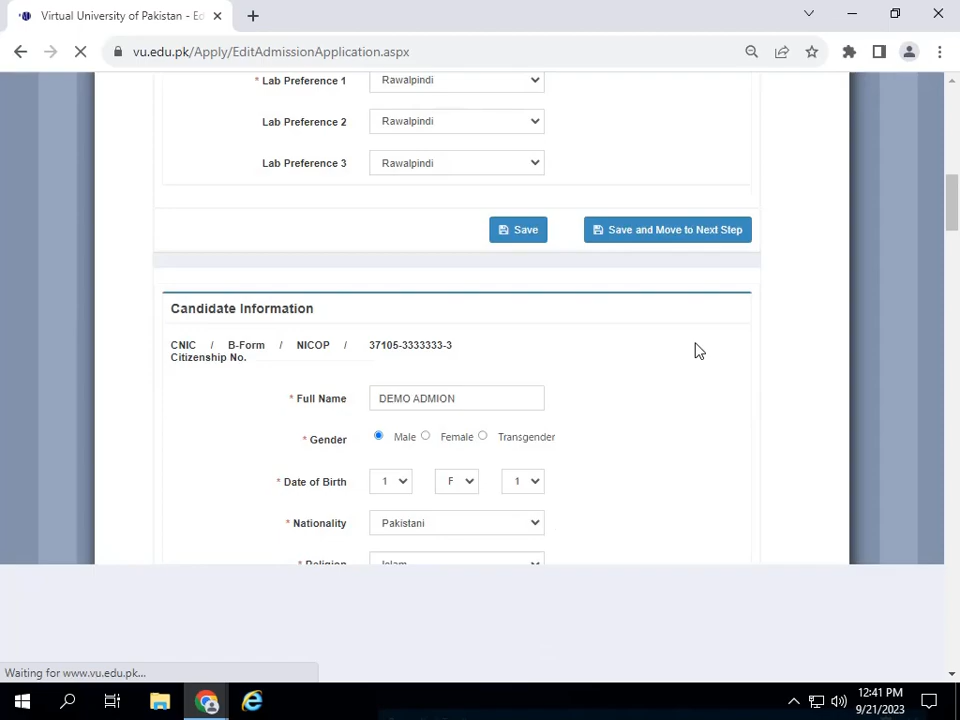 Virtual University of Pakistan - Ed
vu.edu.pk/Apply/EditAdmissionApplication.aspx
* Lab Preference 1 Rawalpindi
Lab Preference 2 Rawalpindi
Lab Preference 3 Rawalpindi
Save Save and Move to Next Step
Candidate Information
CNIC / B-Form / NICOP / 37105-3333333-3
Citizenship No.
* Full Name DEMO ADMION
* Gender Male Female Transgender
* Date of Birth 1 F 1
* Nationality Pakistani
* Religion Islam
Waiting for www.vu.edu.pk...
12:41 PM
9/21/2023